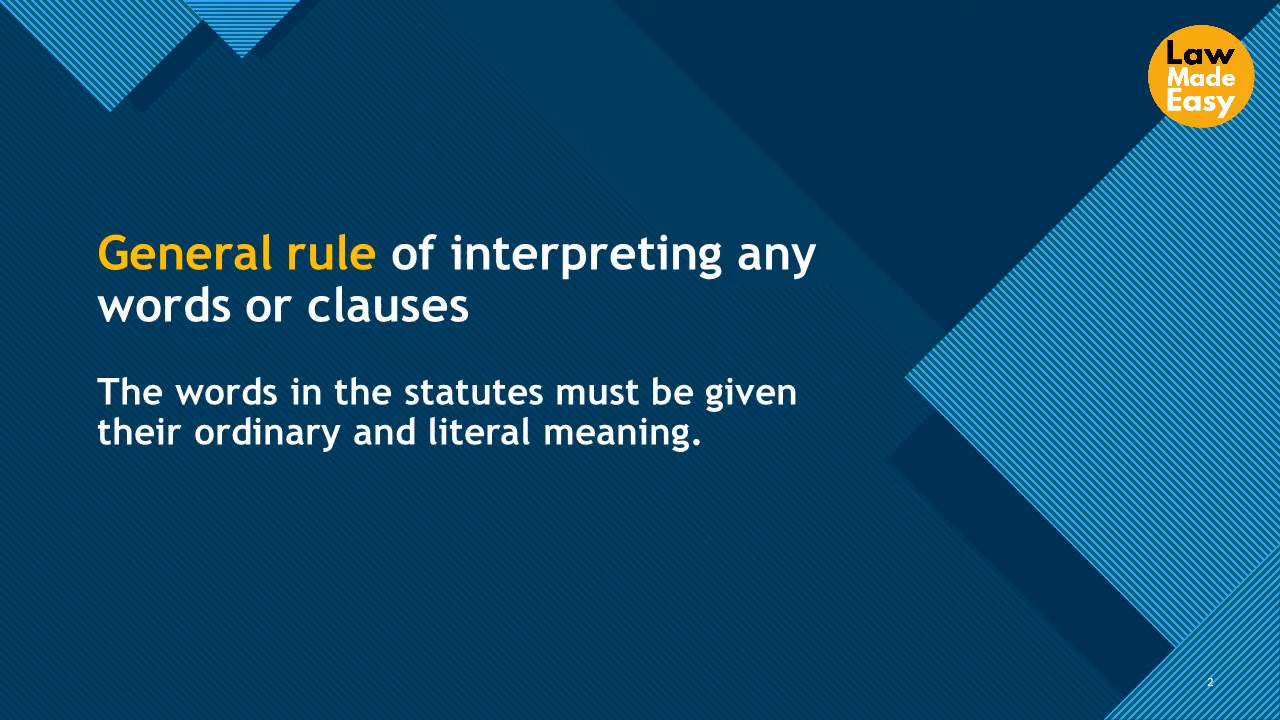 Law
Made
Easy
General rule of interpreting any
words or clauses
The words in the statutes must be given
their ordinary and literal meaning.
2